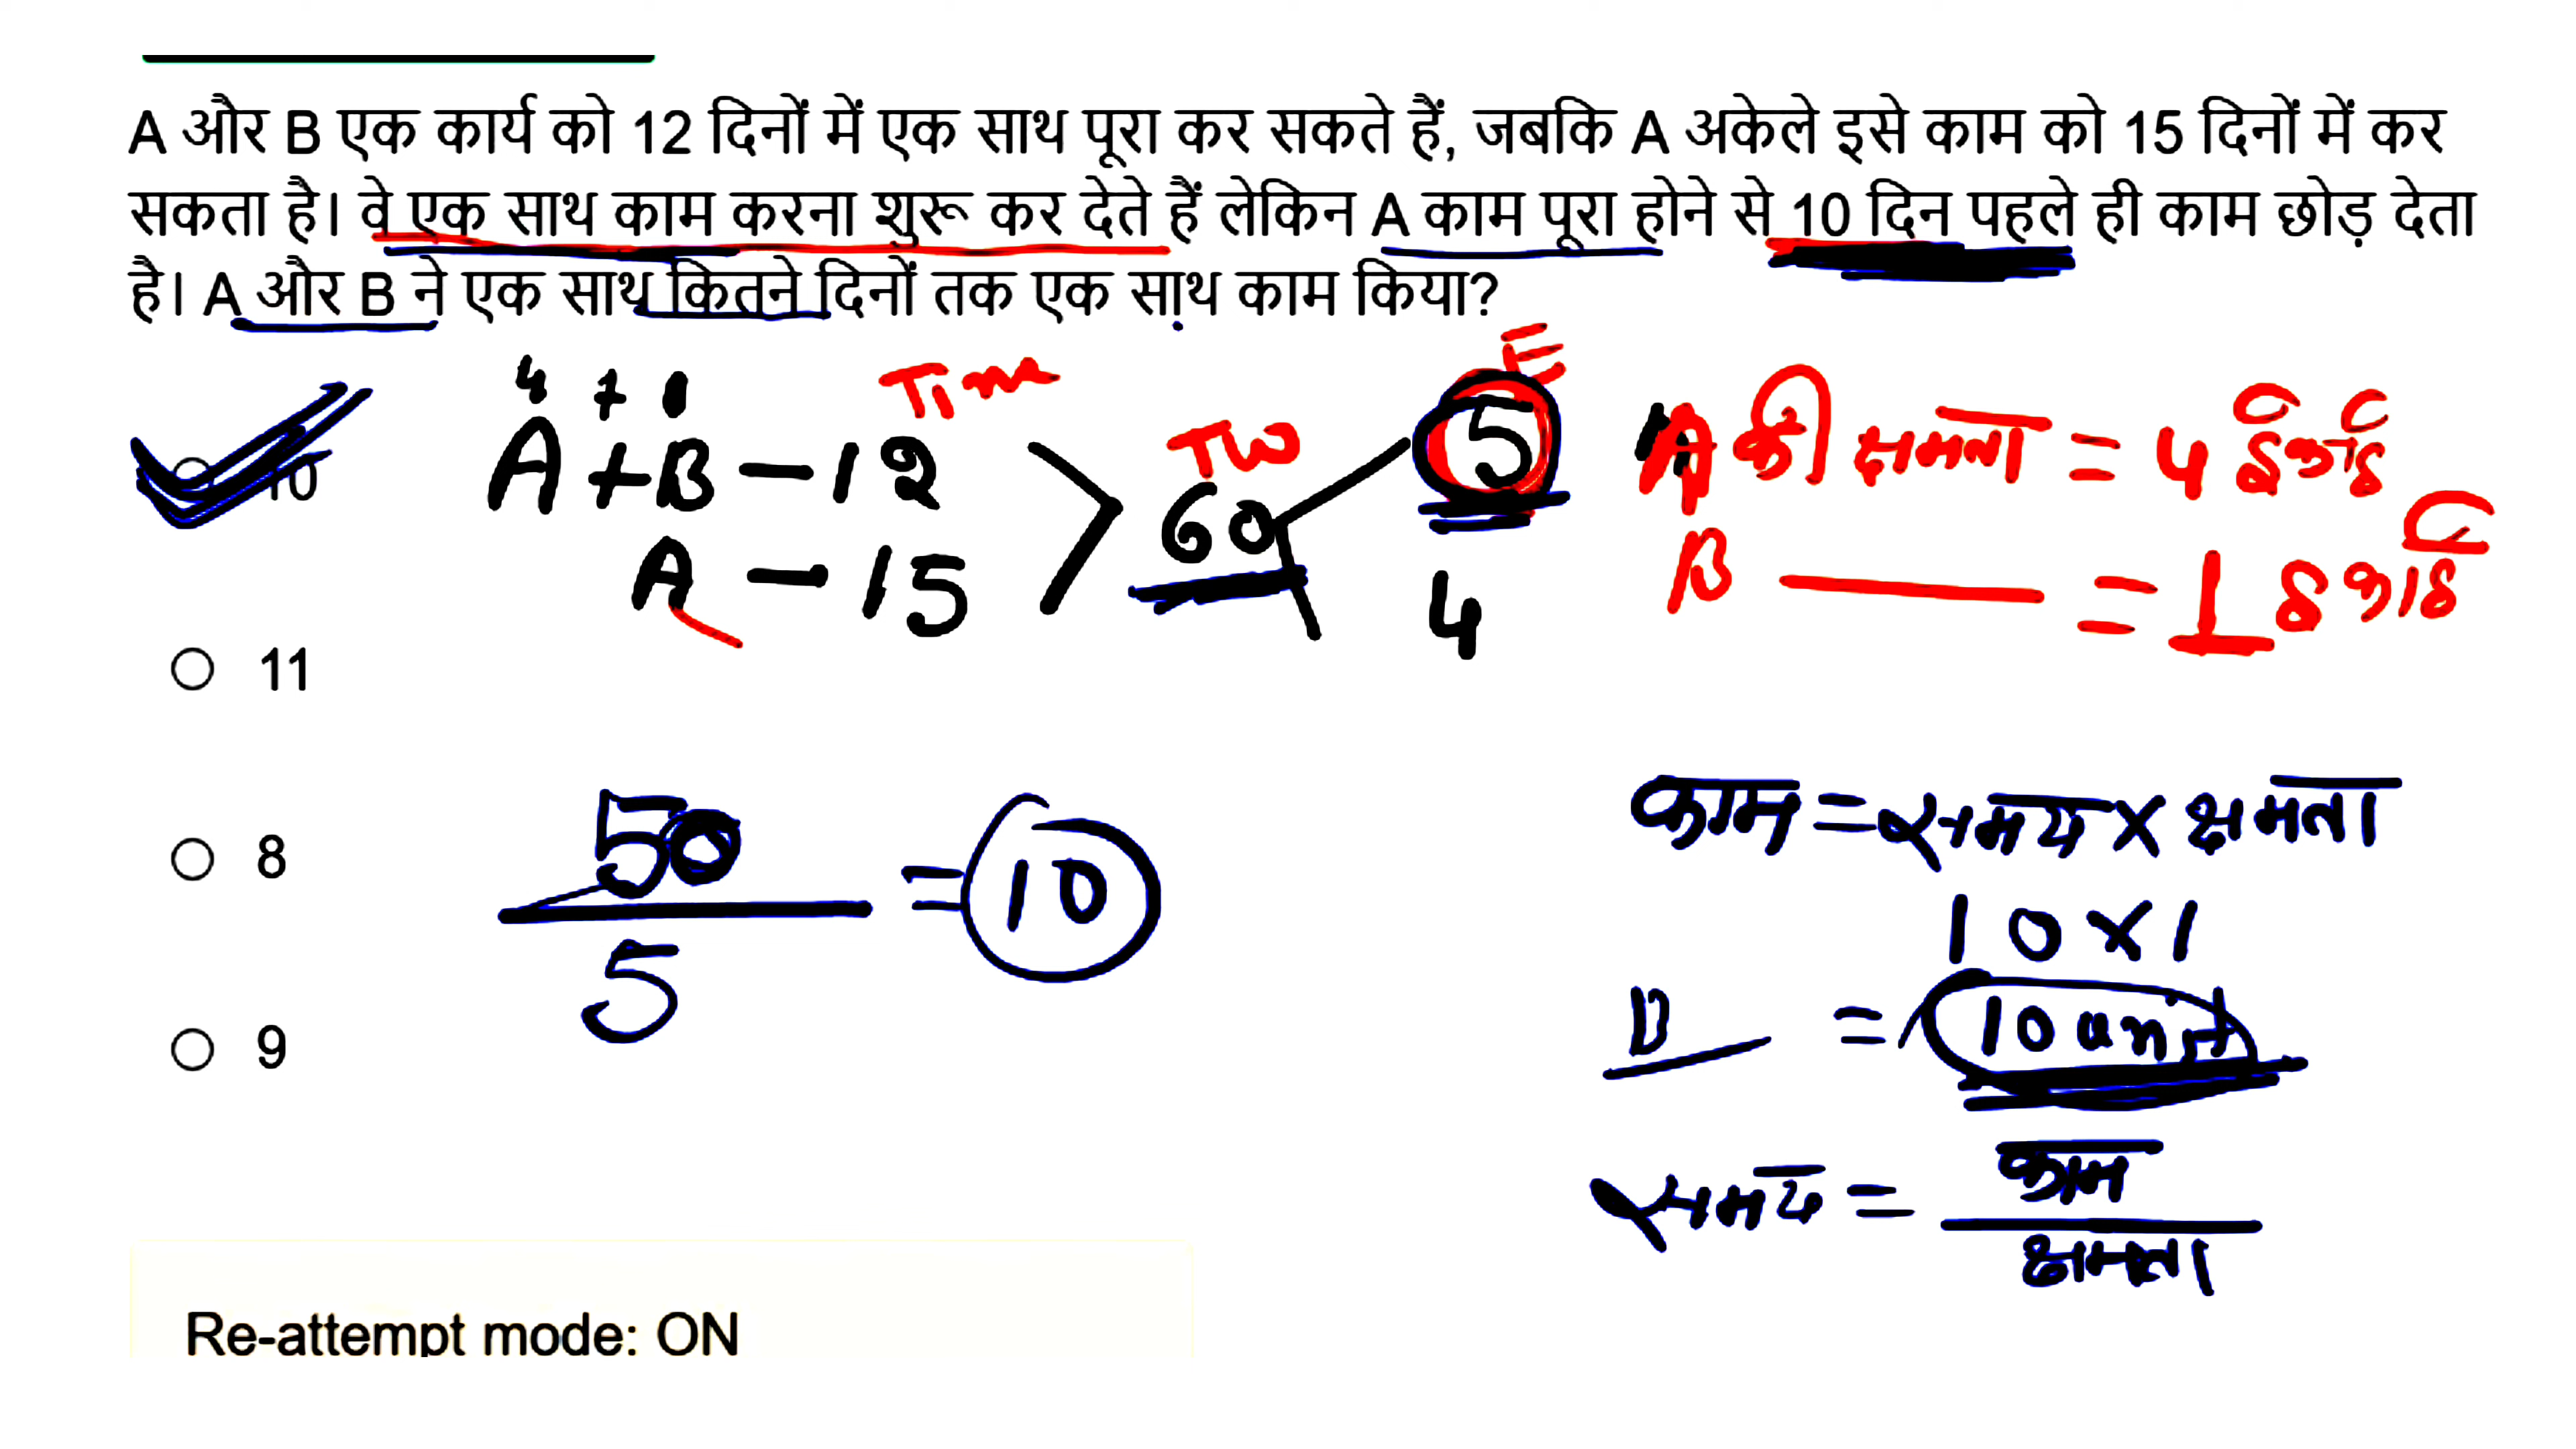 A और B एक कार्य को 12 दिनों में एक साथ पूरा कर सकते हैं, जबकि A अकेले इसे काम को 15 दिनों में कर
सकता है। वे एक साथ काम करना शुरू कर देते हैं लेकिन A काम पूरा होने से 10 दिन पहले ही काम छोड़ देता
है। A और B ने एक साथ कितने दिनों तक एक साथ काम किया?
4 + 1 Time E
A + B - 12 TW 5 A की क्षमता = 4 इकाई
10
60
A - 15 4 B = 1 इकाई
11
काम = समय × क्षमता
50/5 = 10
8
10 × 1
= 10 unit
9
समय = काम/क्षमता
Re-attempt mode: ON